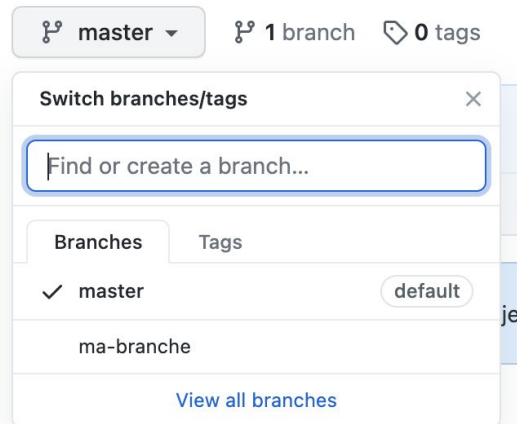 master 1 branch 0 tags
Switch branches/tags
Find or create a branch...
Branches Tags
master default
je
ma-branche
View all branches